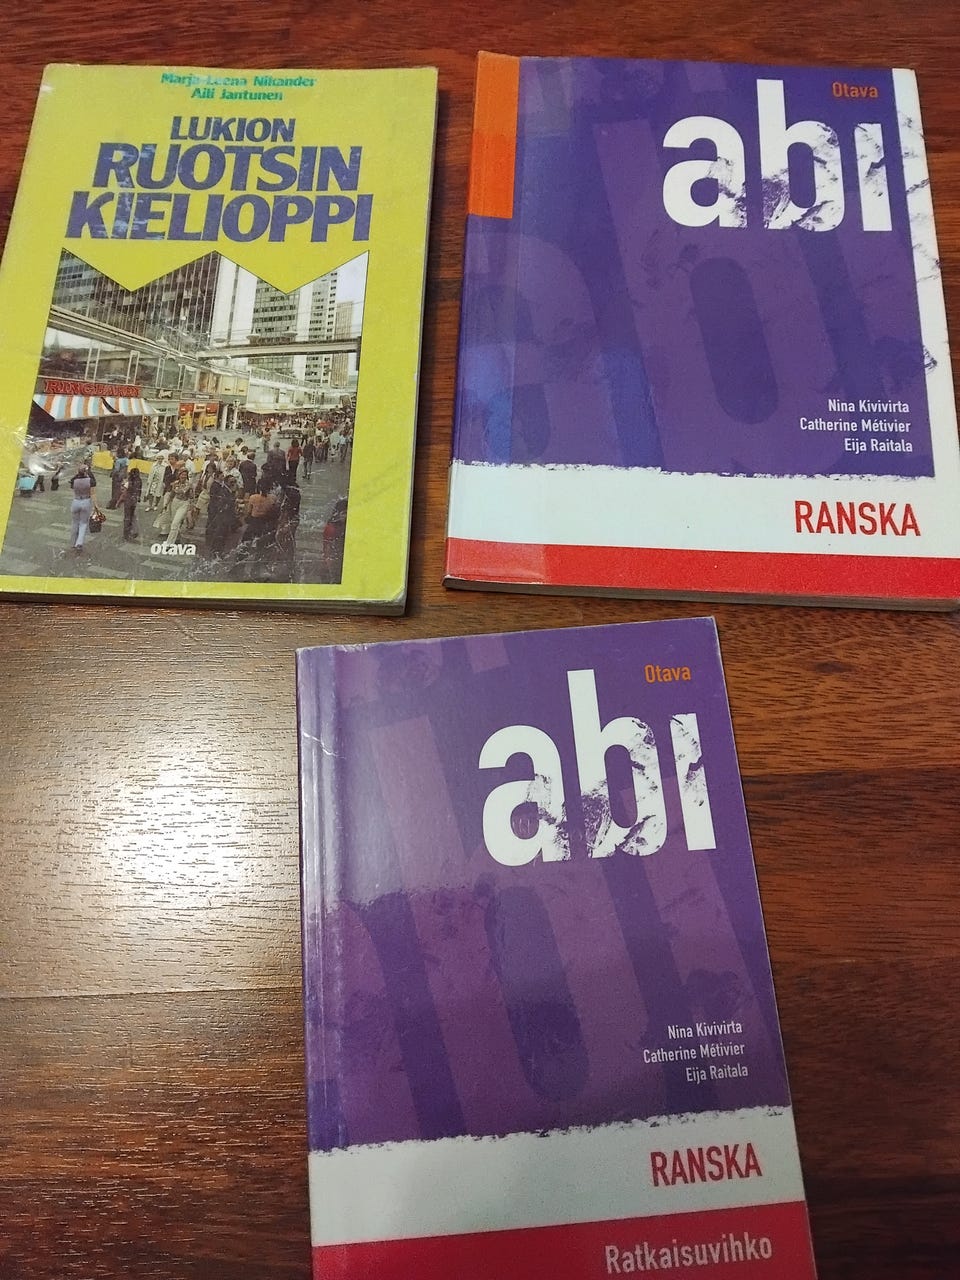 Marja-Leena Nikander
Aili Jantunen
LUKION
RUOTSIN
KIELIOPPI
otava
Otava
abi
Nina Kivivirta
Catherine Métivier
Eija Raitala
RANSKA
Otava
abi
Nina Kivivirta
Catherine Métivier
Eija Raitala
RANSKA
Ratkaisuvihko